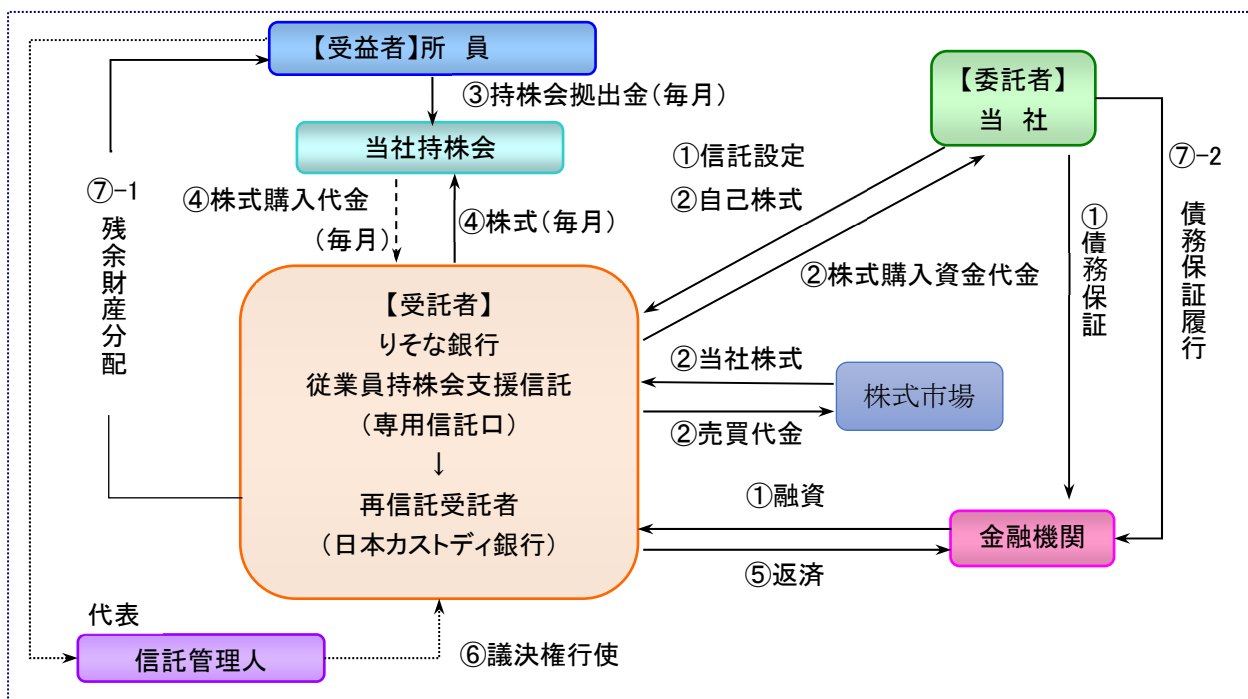 【受益者】所　員
③持株会拠出金(毎月)
当社持株会
【委託者】
当　社
①信託設定
②自己株式
⑦-1
残余財産分配
④株式購入代金
(毎月)
④株式(毎月)
②株式購入資金代金
①債務保証
⑦-2
債務保証履行
【受託者】
りそな銀行
従業員持株会支援信託
(専用信託口)
↓
再信託受託者
(日本カストディ銀行)
②当社株式
株式市場
②売買代金
①融資
金融機関
⑤返済
代表
信託管理人
⑥議決権行使